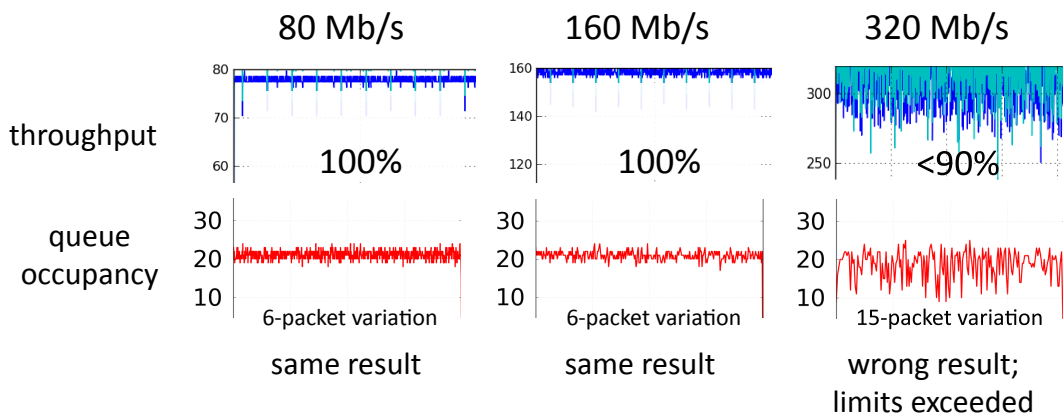 80 Mb/s
160 Mb/s
320 Mb/s
throughput
80
70
60
100%
160
140
120
100%
300
250
<90%
queue
occupancy
30
20
10
6-packet variation
30
20
10
6-packet variation
30
20
10
15-packet variation
same result
same result
wrong result;
limits exceeded